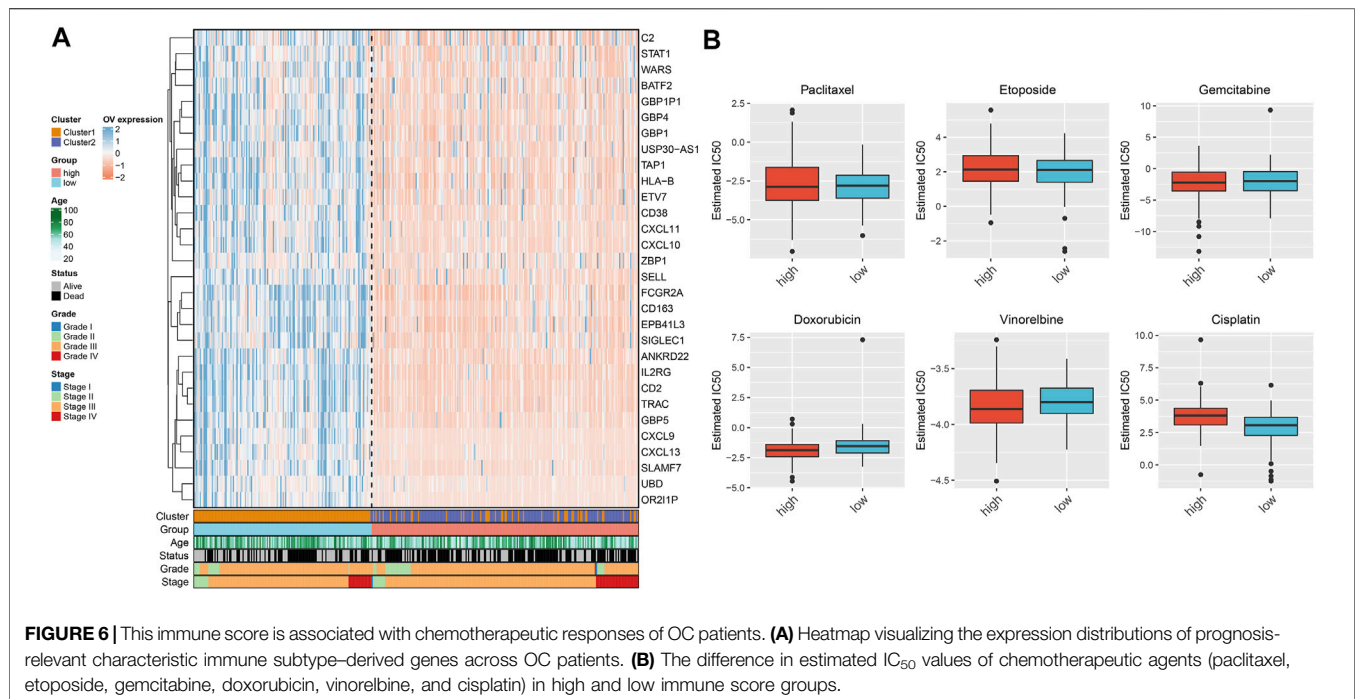 A
C2
STAT1
WARS
BATF2
GBP1P1
GBP4
GBP1
USP30−AS1
TAP1
HLA−B
ETV7
CD38
CXCL11
CXCL10
ZBP1
SELL
FCGR2A
CD163
EPB41L3
SIGLEC1
ANKRD22
IL2RG
CD2
TRAC
GBP5
CXCL9
CXCL13
SLAMF7
UBD
OR2I1P
Cluster
Cluster1
Cluster2
OV expression
2
1
0
−1
−2
Group
high
low
Age
100
80
60
40
20
Status
Alive
Dead
Grade
Grade I
Grade II
Grade III
Grade IV
Stage
Stage I
Stage II
Stage III
Stage IV
Cluster
Group
Age
Status
Grade
Stage
B
Paclitaxel
Estimated IC50
2.5
0.0
−2.5
−5.0
high
low
Etoposide
Estimated IC50
4
2
0
−2
high
low
Gemcitabine
Estimated IC50
10
5
0
−5
−10
high
low
Doxorubicin
Estimated IC50
7.5
5.0
2.5
0.0
−2.5
−5.0
high
low
Vinorelbine
Estimated IC50
−3.5
−4.0
−4.5
high
low
Cisplatin
Estimated IC50
10.0
7.5
5.0
2.5
0.0
high
low
FIGURE 6 | This immune score is associated with chemotherapeutic responses of OC patients. (A) Heatmap visualizing the expression distributions of prognosis-
relevant characteristic immune subtype–derived genes across OC patients. (B) The difference in estimated IC50 values of chemotherapeutic agents (paclitaxel,
etoposide, gemcitabine, doxorubicin, vinorelbine, and cisplatin) in high and low immune score groups.